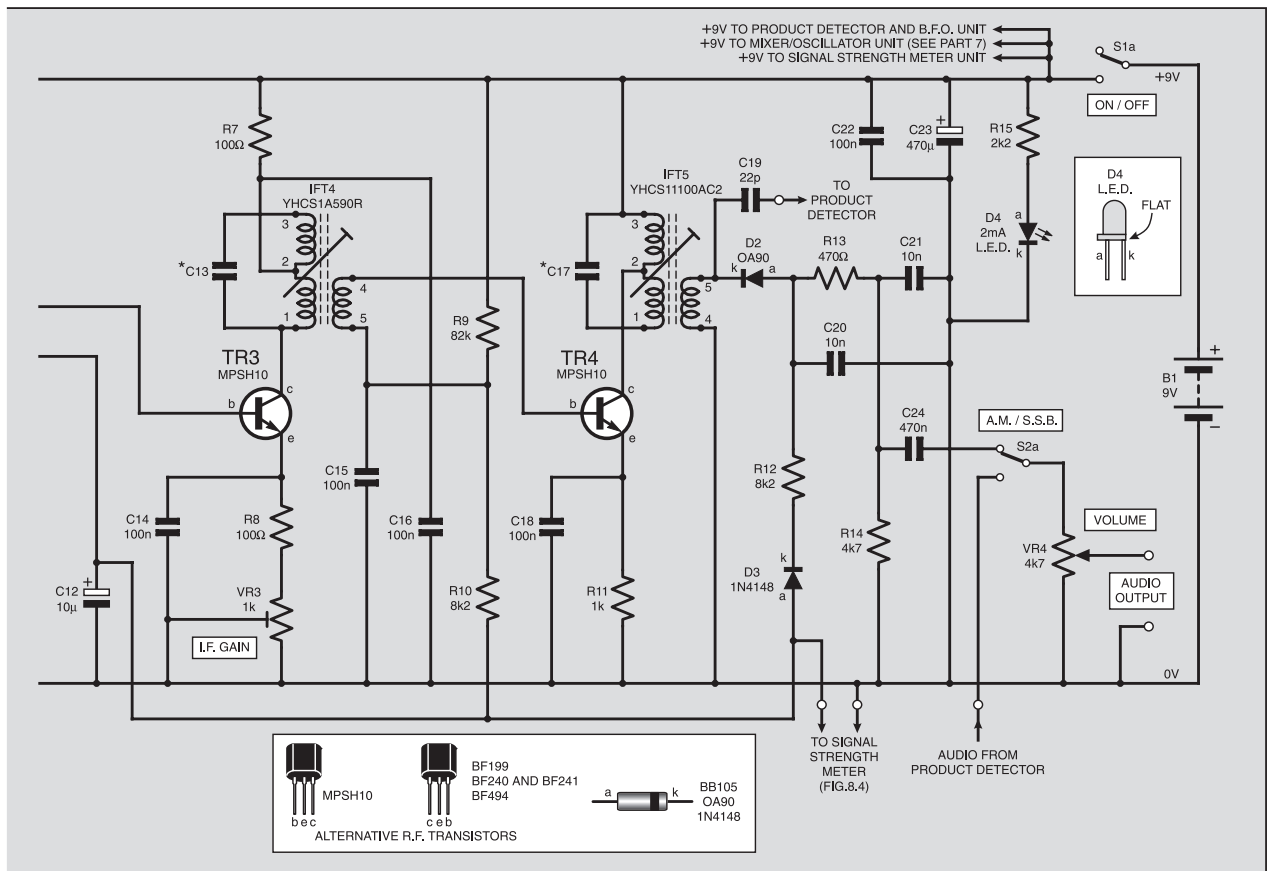 +9V TO PRODUCT DETECTOR AND B.F.O. UNIT
+9V TO MIXER/OSCILLATOR UNIT (SEE PART 7)
+9V TO SIGNAL STRENGTH METER UNIT
S1a
+9V
ON / OFF
R7
100Ω
C22
100n
+
C23
470µ
R15
2k2
IFT4
YHCS1A590R
IFT5
YHCS11100AC2
C19
22p
TO
PRODUCT
DETECTOR
D4
L.E.D.
FLAT
a
k
3
2
1
4
5
*C13
*C17
3
2
1
5
4
D2
OA90
k
a
R13
470Ω
C21
10n
a
D4
2mA
L.E.D.
k
R9
82k
C20
10n
TR3
MPSH10
b
c
e
TR4
MPSH10
b
c
e
+
B1
9V
−
C24
470n
A.M. / S.S.B.
S2a
C15
100n
R12
8k2
C14
100n
R8
100Ω
C16
100n
C18
100n
R14
4k7
VOLUME
VR4
4k7
C12
10µ
+
VR3
1k
R10
8k2
R11
1k
k
D3
1N4148
a
AUDIO
OUTPUT
I.F. GAIN
0V
TO SIGNAL
STRENGTH
METER
(FIG.8.4)
AUDIO FROM
PRODUCT DETECTOR
MPSH10
b e c
BF199
BF240 AND BF241
BF494
c e b
ALTERNATIVE R.F. TRANSISTORS
a
k
BB105
OA90
1N4148